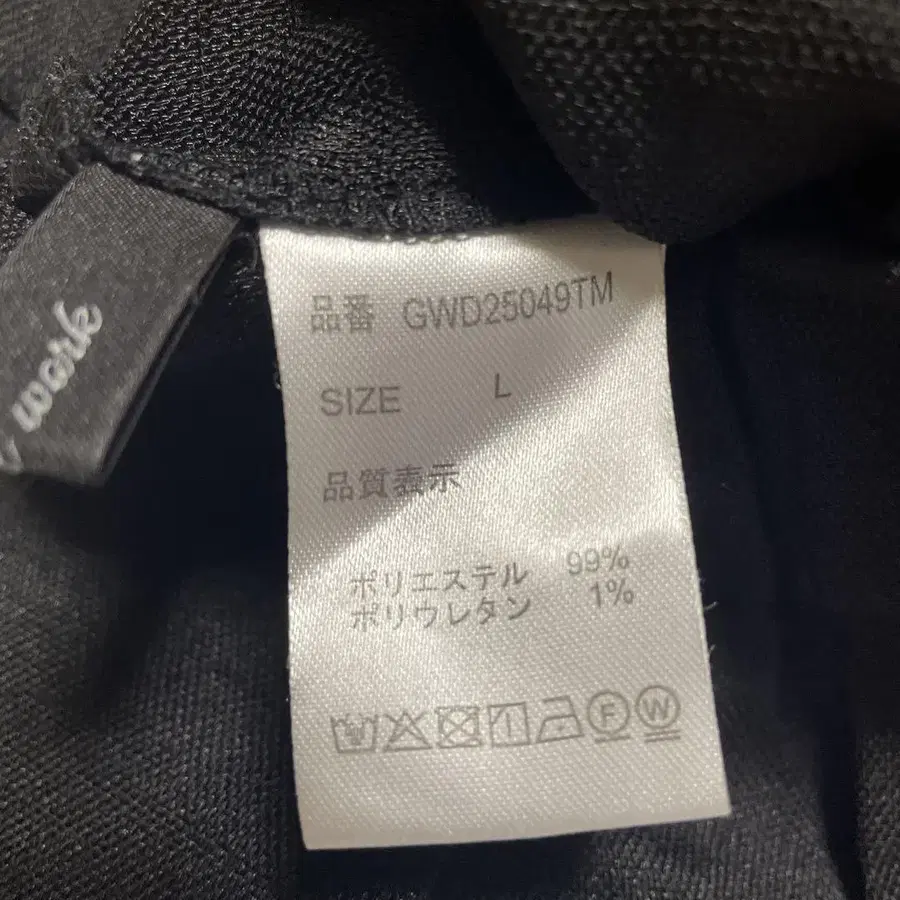 work
品番 GWD25049TM
SIZE L
品質表示
ポリエステル 99%
ポリウレタン 1%
F W